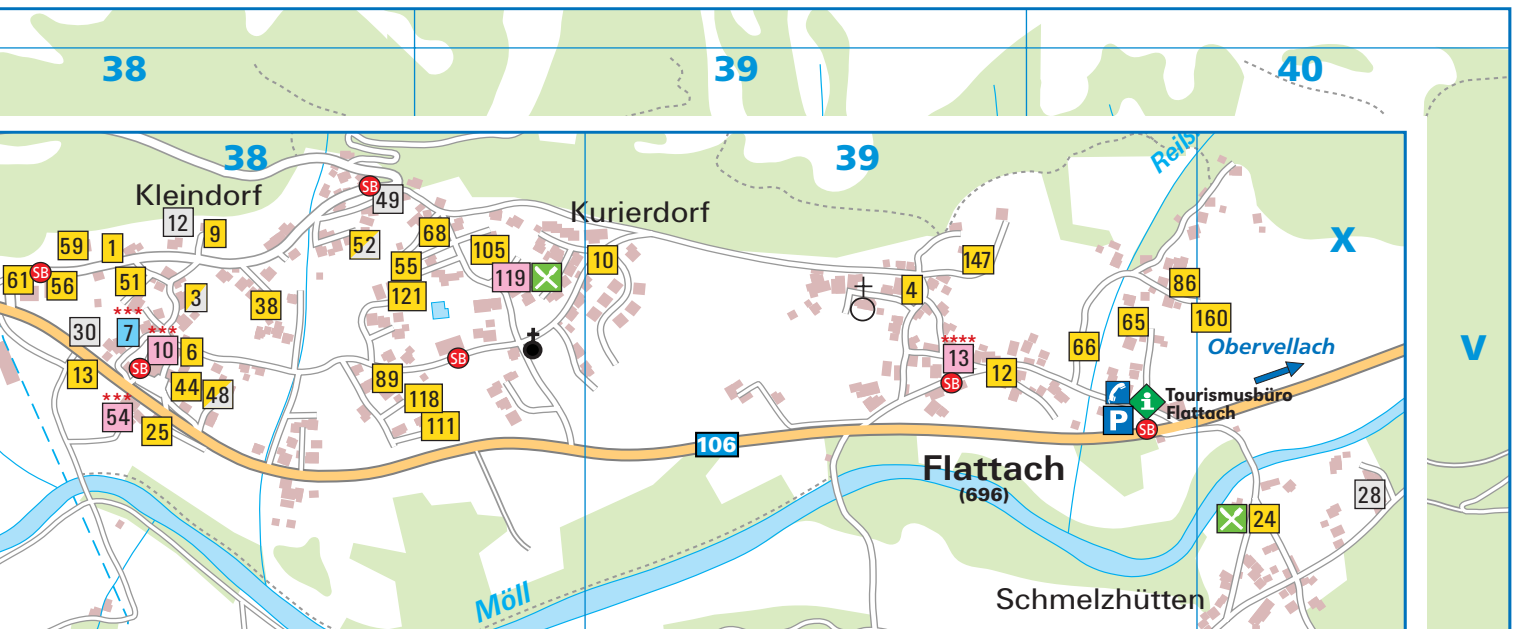 38
39
40
38
39
Reiß
Kleindorf
Kurierdorf
X
V
SB
49
12
9
68
52
59
1
105
10
147
55
119
61
SB
56
51
86
3
38
121
4
160
65
30
***
7
***
10
6
66
Obervellach
SB
13
SB
****
13
12
SB
44
48
89
118
Tourismusbüro
i
Flattach
P
SB
***
54
25
111
106
Flattach
(696)
28
24
Möll
Schmelzhütten